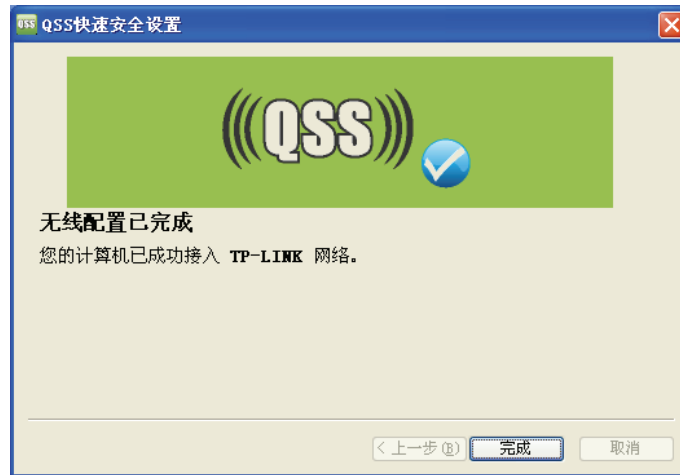 QSS QSS快速安全设置
(((QSS)))
无线配置已完成
您的计算机已成功接入 TP-LINK 网络。
< 上一步(B) 完成 取消